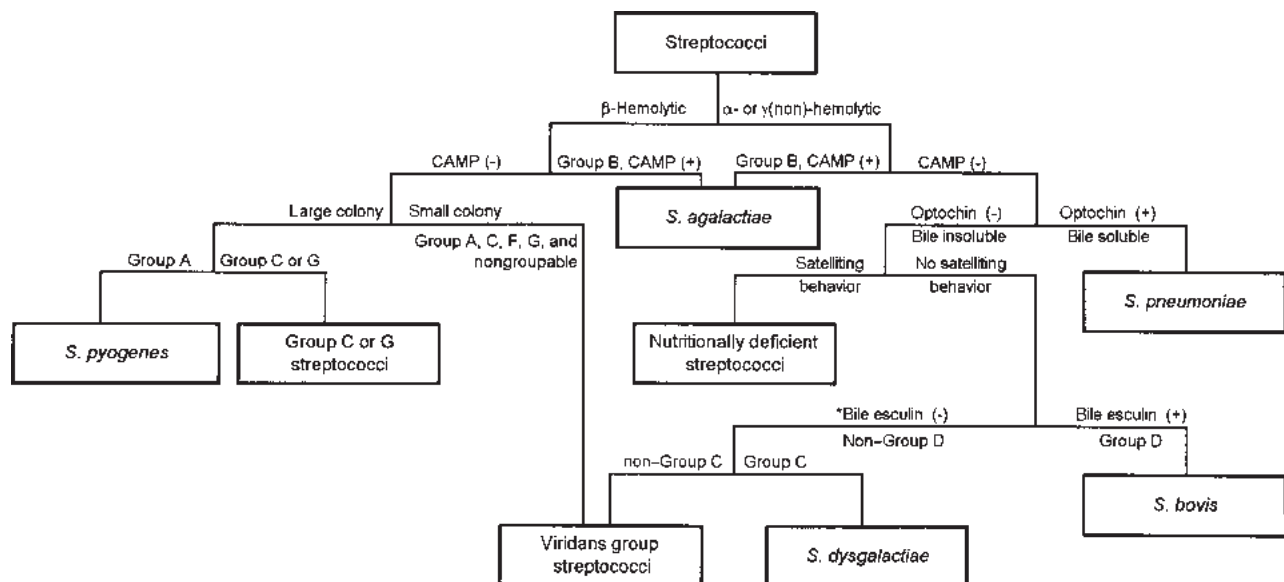 Streptococci
β-Hemolytic
α- or γ(non)-hemolytic
CAMP (-)
Group B, CAMP (+)
Group B, CAMP (+)
CAMP (-)
S. agalactiae
Large colony
Small colony
Group A, C, F, G, and
nongroupable
Optochin (-)
Bile insoluble
Optochin (+)
Bile soluble
Group A
Group C or G
Satelliting
behavior
No satelliting
behavior
S. pneumoniae
S. pyogenes
Group C or G
streptococci
Nutritionally deficient
streptococci
*Bile esculin (-)
Non–Group D
Bile esculin (+)
Group D
non–Group C
Group C
S. bovis
Viridans group
streptococci
S. dysgalactiae